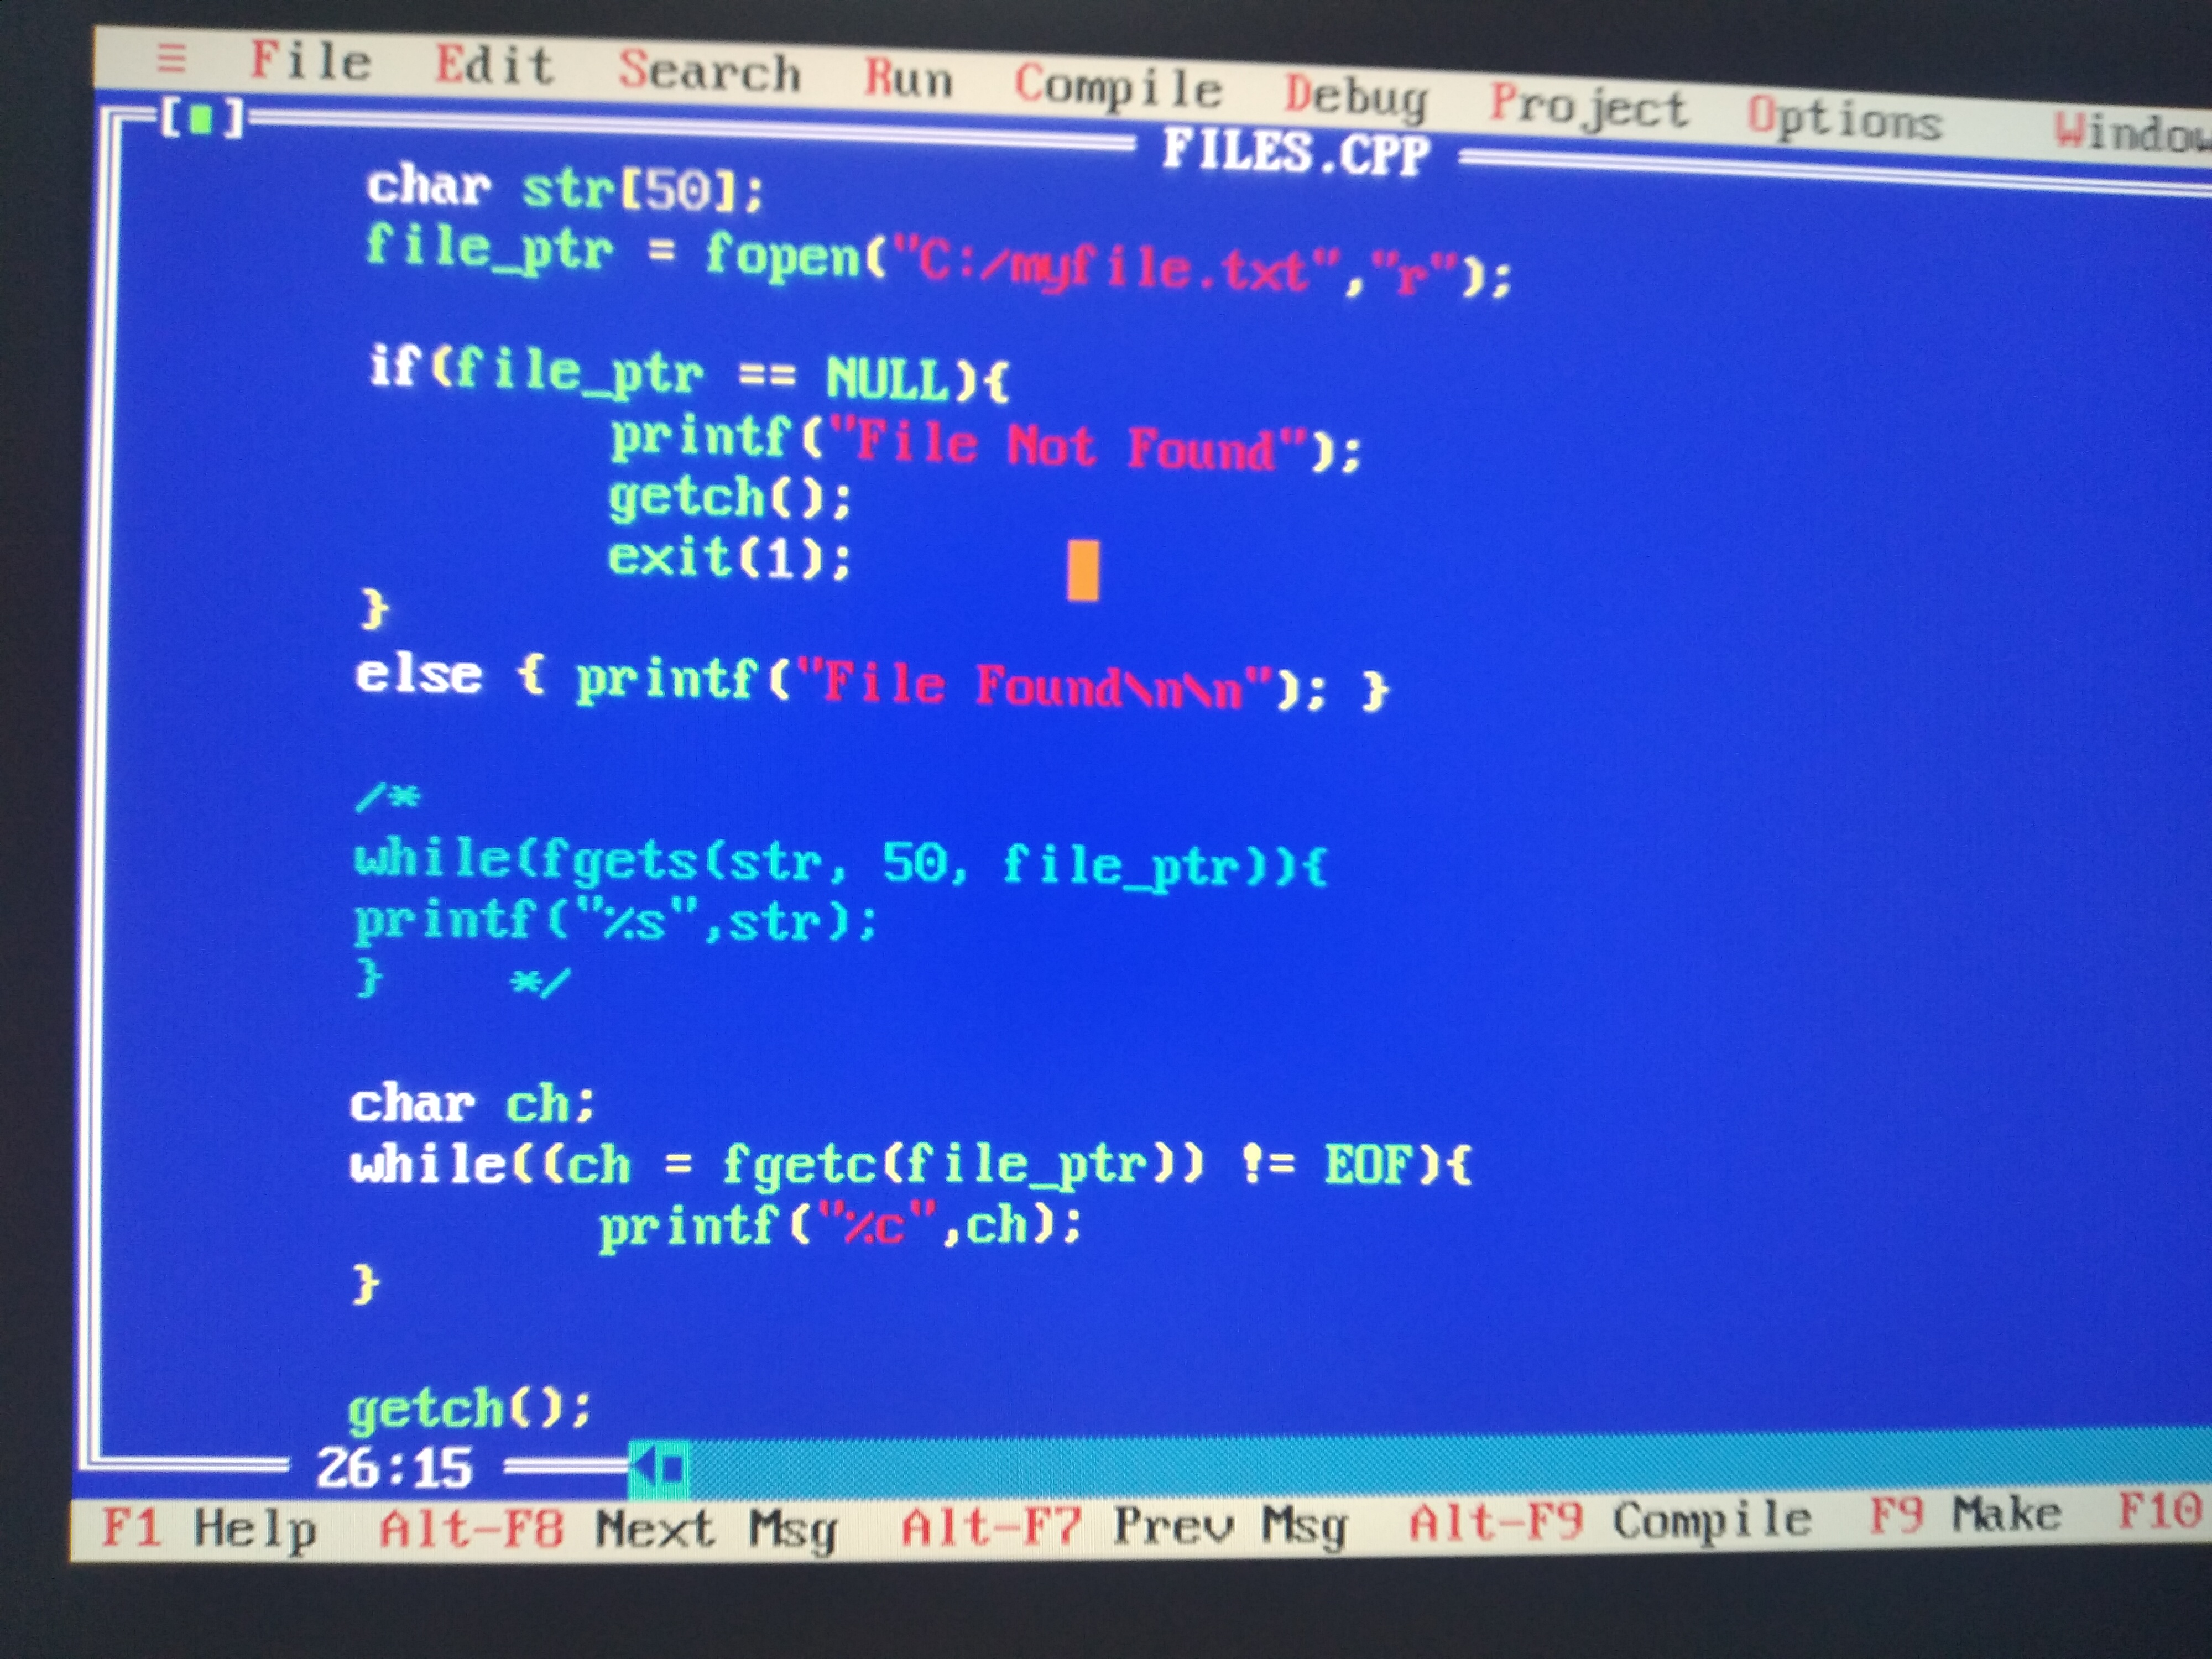 ≡ File Edit Search Run Compile Debug Project Options Window
[■] FILES.CPP
char str[50];
file_ptr = fopen("C:/myfile.txt","r");
if(file_ptr == NULL){
printf("File Not Found");
getch();
exit(1);
}
else { printf("File Found\n\n"); }
/*
while(fgets(str, 50, file_ptr)){
printf("%s",str);
} */
char ch;
while((ch = fgetc(file_ptr)) != EOF){
printf("%c",ch);
}
getch();
26:15
F1 Help Alt-F8 Next Msg Alt-F7 Prev Msg Alt-F9 Compile F9 Make F10